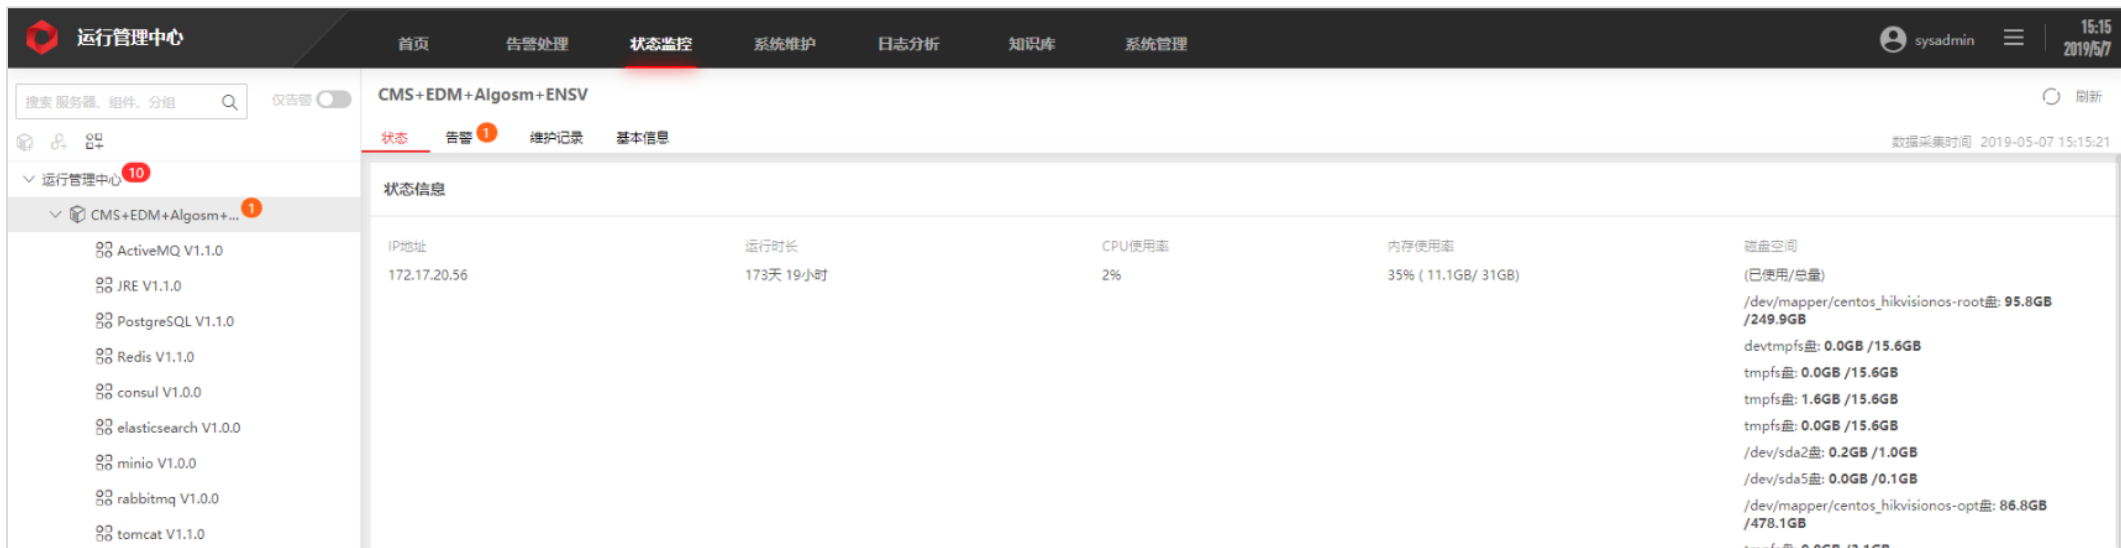 运行管理中心
首页 告警处理 状态监控 系统维护 日志分析 知识库 系统管理
sysadmin
15:15
2019/5/7
搜索 服务器、组件、分组
仅告警
运行管理中心 10
CMS+EDM+Algosm+... 1
ActiveMQ V1.1.0
JRE V1.1.0
PostgreSQL V1.1.0
Redis V1.1.0
consul V1.0.0
elasticsearch V1.0.0
minio V1.0.0
rabbitmq V1.0.0
tomcat V1.1.0
CMS+EDM+Algosm+ENSV
刷新
状态 告警 1 维护记录 基本信息
数据采集时间 2019-05-07 15:15:21
状态信息
IP地址 运行时长 CPU使用率 内存使用率 磁盘空间
172.17.20.56 173天 19小时 2% 35% ( 11.1GB/ 31GB) (已使用/总量)
/dev/mapper/centos_hikvisionos-root盘: 95.8GB
/249.9GB
devtmpfs盘: 0.0GB /15.6GB
tmpfs盘: 0.0GB /15.6GB
tmpfs盘: 1.6GB /15.6GB
tmpfs盘: 0.0GB /15.6GB
/dev/sda2盘: 0.2GB /1.0GB
/dev/sda5盘: 0.0GB /0.1GB
/dev/mapper/centos_hikvisionos-opt盘: 86.8GB
/478.1GB